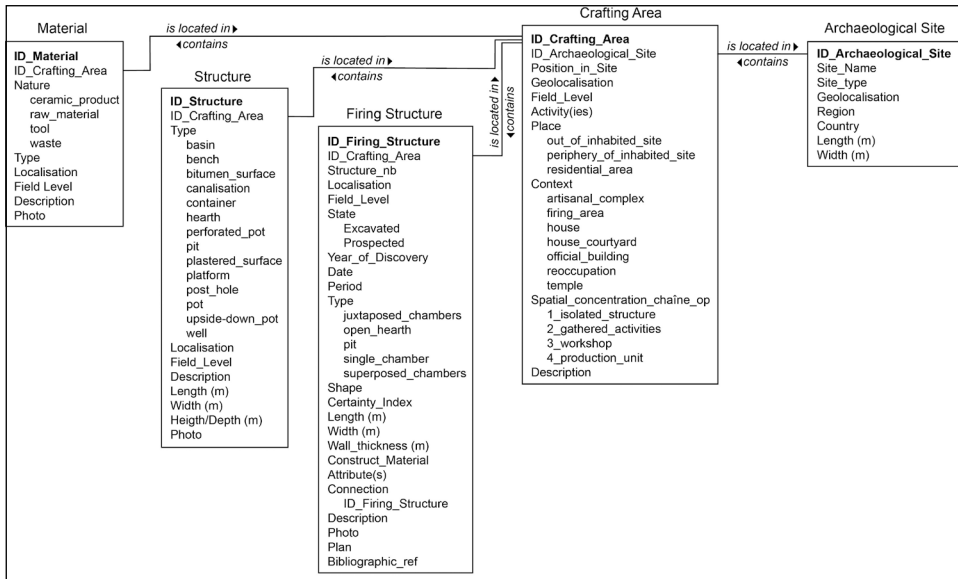 Material
ID_Material
ID_Crafting_Area
Nature
ceramic_product
raw_material
tool
waste
Type
Localisation
Field Level
Description
Photo
is located in
contains
Structure
ID_Structure
ID_Crafting_Area
Type
basin
bench
bitumen_surface
canalisation
container
hearth
perforated_pot
pit
plastered_surface
platform
post_hole
pot
upside-down_pot
well
Localisation
Field_Level
Description
Length (m)
Width (m)
Heigth/Depth (m)
Photo
is located in
contains
Firing Structure
ID_Firing_Structure
ID_Crafting_Area
Structure_nb
Localisation
Field_Level
State
Excavated
Prospected
Year_of_Discovery
Date
Period
Type
juxtaposed_chambers
open_hearth
pit
single_chamber
superposed_chambers
Shape
Certainty_Index
Length (m)
Width (m)
Wall_thickness (m)
Construct_Material
Attribute(s)
Connection
ID_Firing_Structure
Description
Photo
Plan
Bibliographic_ref
is located in
contains
Crafting Area
ID_Crafting_Area
ID_Archaeological_Site
Position_in_Site
Geolocalisation
Field_Level
Activity(ies)
Place
out_of_inhabited_site
periphery_of_inhabited_site
residential_area
Context
artisanal_complex
firing_area
house
house_courtyard
official_building
reoccupation
temple
Spatial_concentration_chaîne_op
1_isolated_structure
2_gathered_activities
3_workshop
4_production_unit
Description
is located in
contains
Archaeological Site
ID_Archaeological_Site
Site_Name
Site_type
Geolocalisation
Region
Country
Length (m)
Width (m)